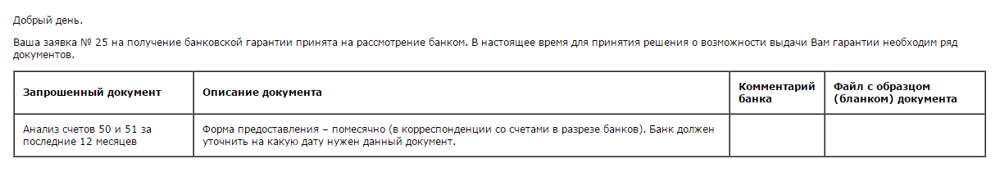 Добрый день.
Ваша заявка № 25 на получение банковской гарантии принята на рассмотрение банком. В настоящее время для принятия решения о возможности выдачи Вам гарантии необходим ряд
документов.
Запрошенный документ
Описание документа
Комментарий
банка
Файл с образцом
(бланком) документа
Анализ счетов 50 и 51 за
последние 12 месяцев
Форма предоставления – помесячно (в корреспонденции со счетами в разрезе банков). Банк должен
уточнить на какую дату нужен данный документ.